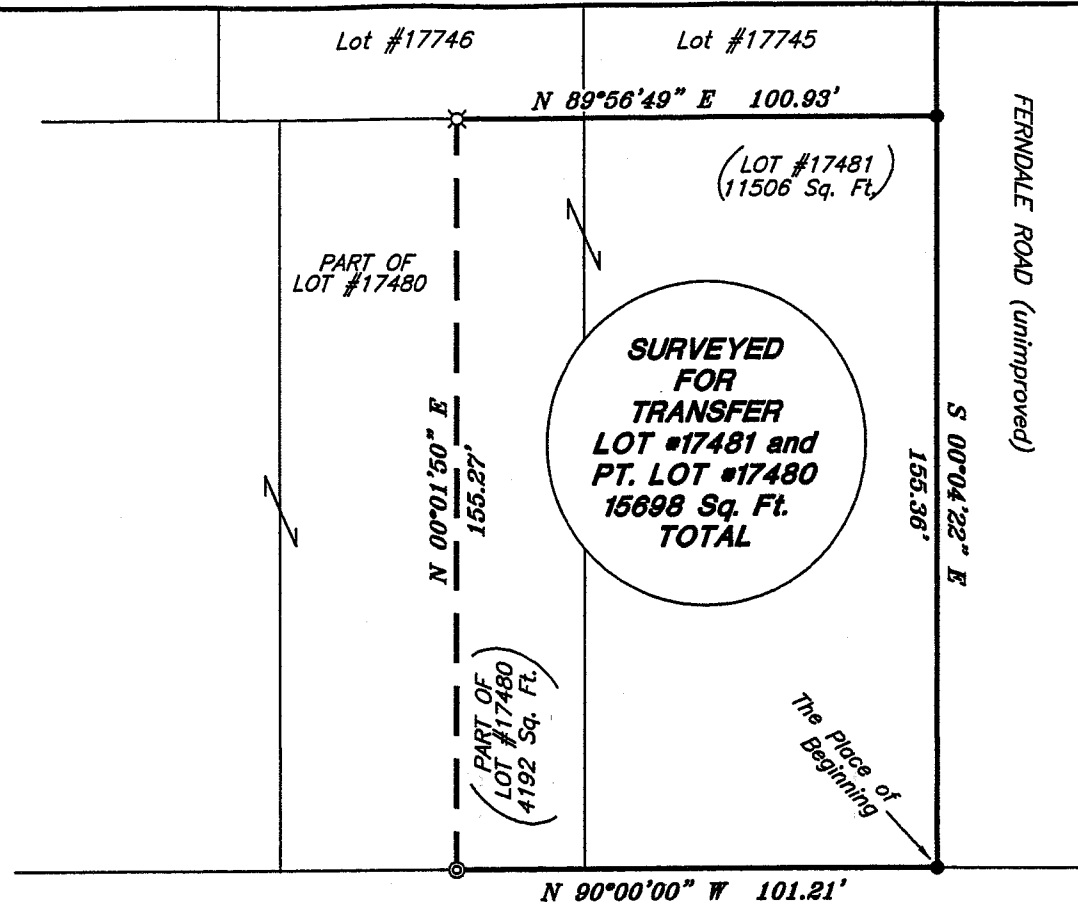 Lot #17746
Lot #17745
N 89°56'49" E 100.93'
(LOT #17481
11506 Sq. Ft.)
FERNDALE ROAD (unimproved)
PART OF
LOT #17480
SURVEYED
FOR
TRANSFER
LOT #17481 and
PT. LOT #17480
15698 Sq. Ft.
TOTAL
N 00°01'50" E
155.27'
S 00°04'22" E
155.36'
(PART OF
LOT #17480
4192 Sq. Ft.)
The Place of
Beginning
N 90°00'00" W 101.21'